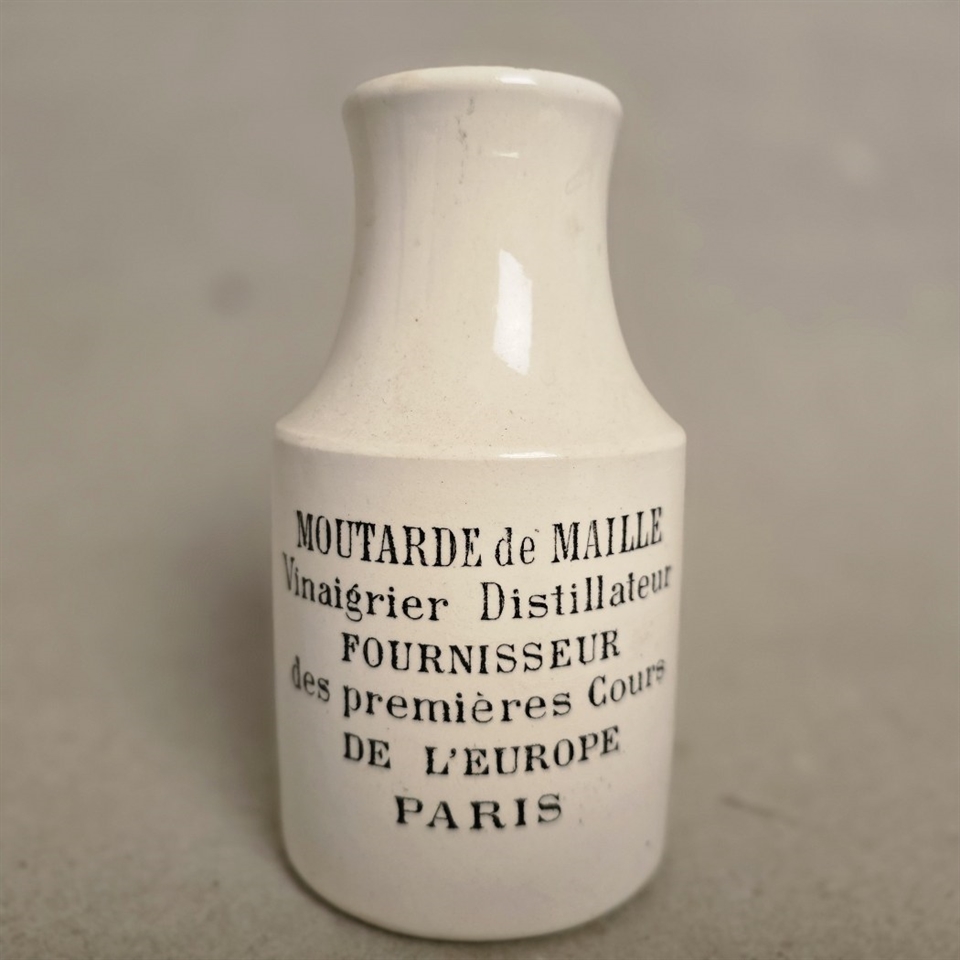 MOUTARDE de MAILLE
Vinaigrier Distillateur
FOURNISSEUR
des premières Cours
DE L'EUROPE
PARIS